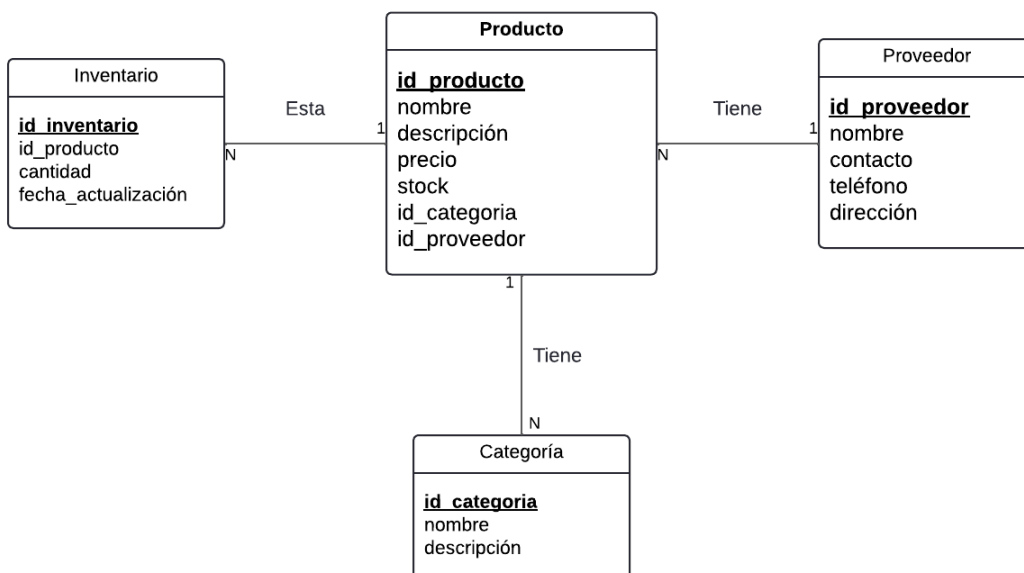 Inventario
id_inventario
id_producto
cantidad
fecha_actualización
Esta
N
1
Producto
id_producto
nombre
descripción
precio
stock
id_categoria
id_proveedor
Tiene
N
1
Proveedor
id_proveedor
nombre
contacto
teléfono
dirección
1
Tiene
N
Categoría
id_categoria
nombre
descripción